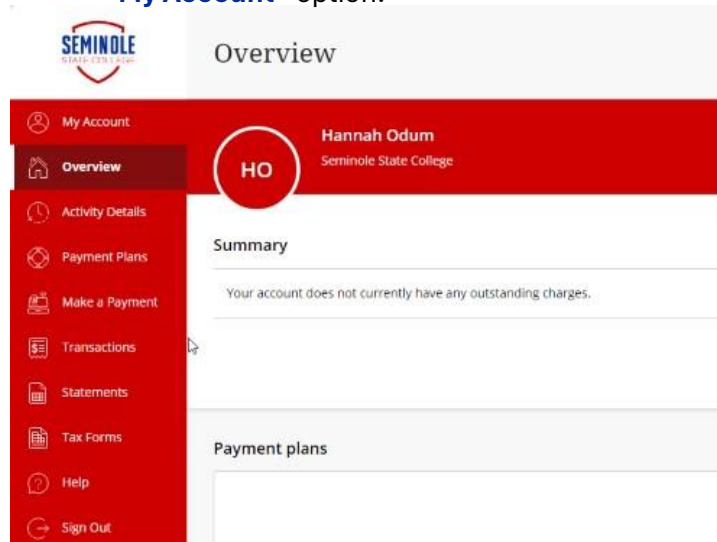 My Account" option.
SEMINOLE
STATE COLLEGE
Overview
My Account
Overview
Activity Details
Payment Plans
Make a Payment
Transactions
Statements
Tax Forms
Help
Sign Out
HO
Hannah Odum
Seminole State College
Summary
Your account does not currently have any outstanding charges.
Payment plans